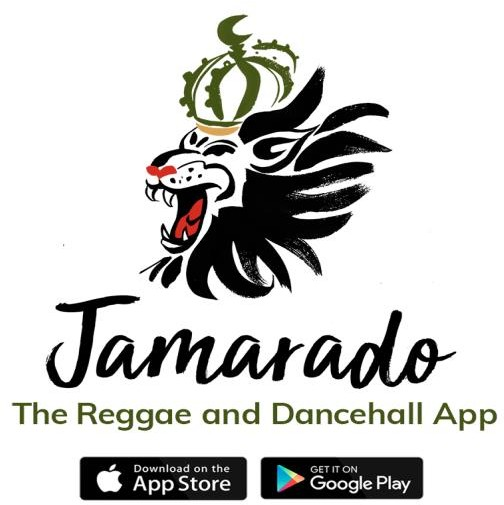 Jamarado
The Reggae and Dancehall App
Download on the
App Store
GET IT ON
Google Play